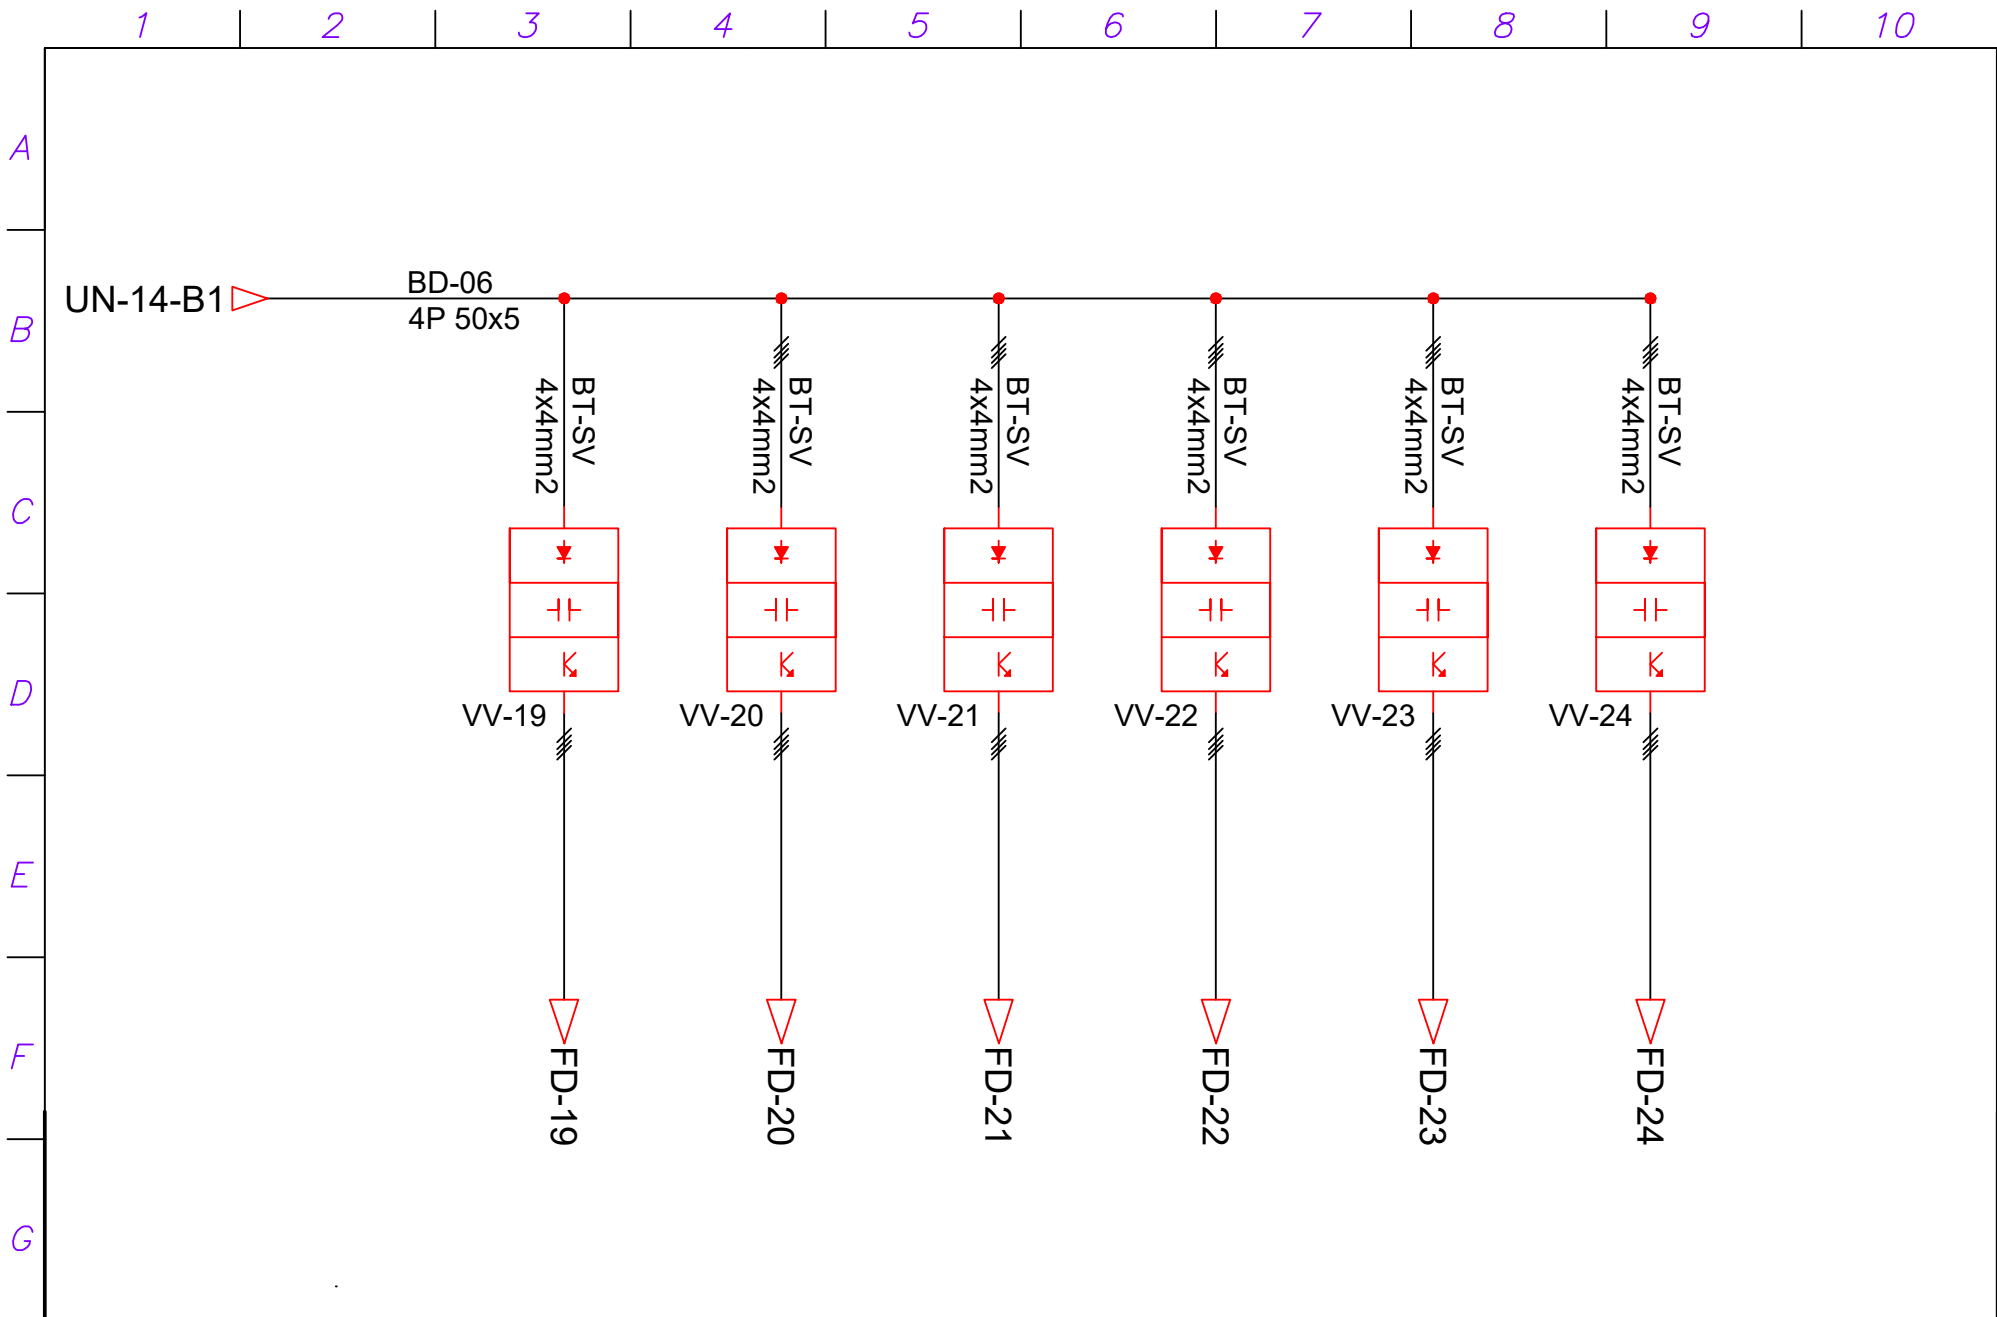 1 2 3 4 5 6 7 8 9 10
A
UN-14-B1
BD-06
4P 50x5
B
BT-SV
4x4mm2
BT-SV
4x4mm2
BT-SV
4x4mm2
BT-SV
4x4mm2
BT-SV
4x4mm2
BT-SV
4x4mm2
C
D
VV-19 VV-20 VV-21 VV-22 VV-23 VV-24
E
F
FD-19
FD-20
FD-21
FD-22
FD-23
FD-24
G